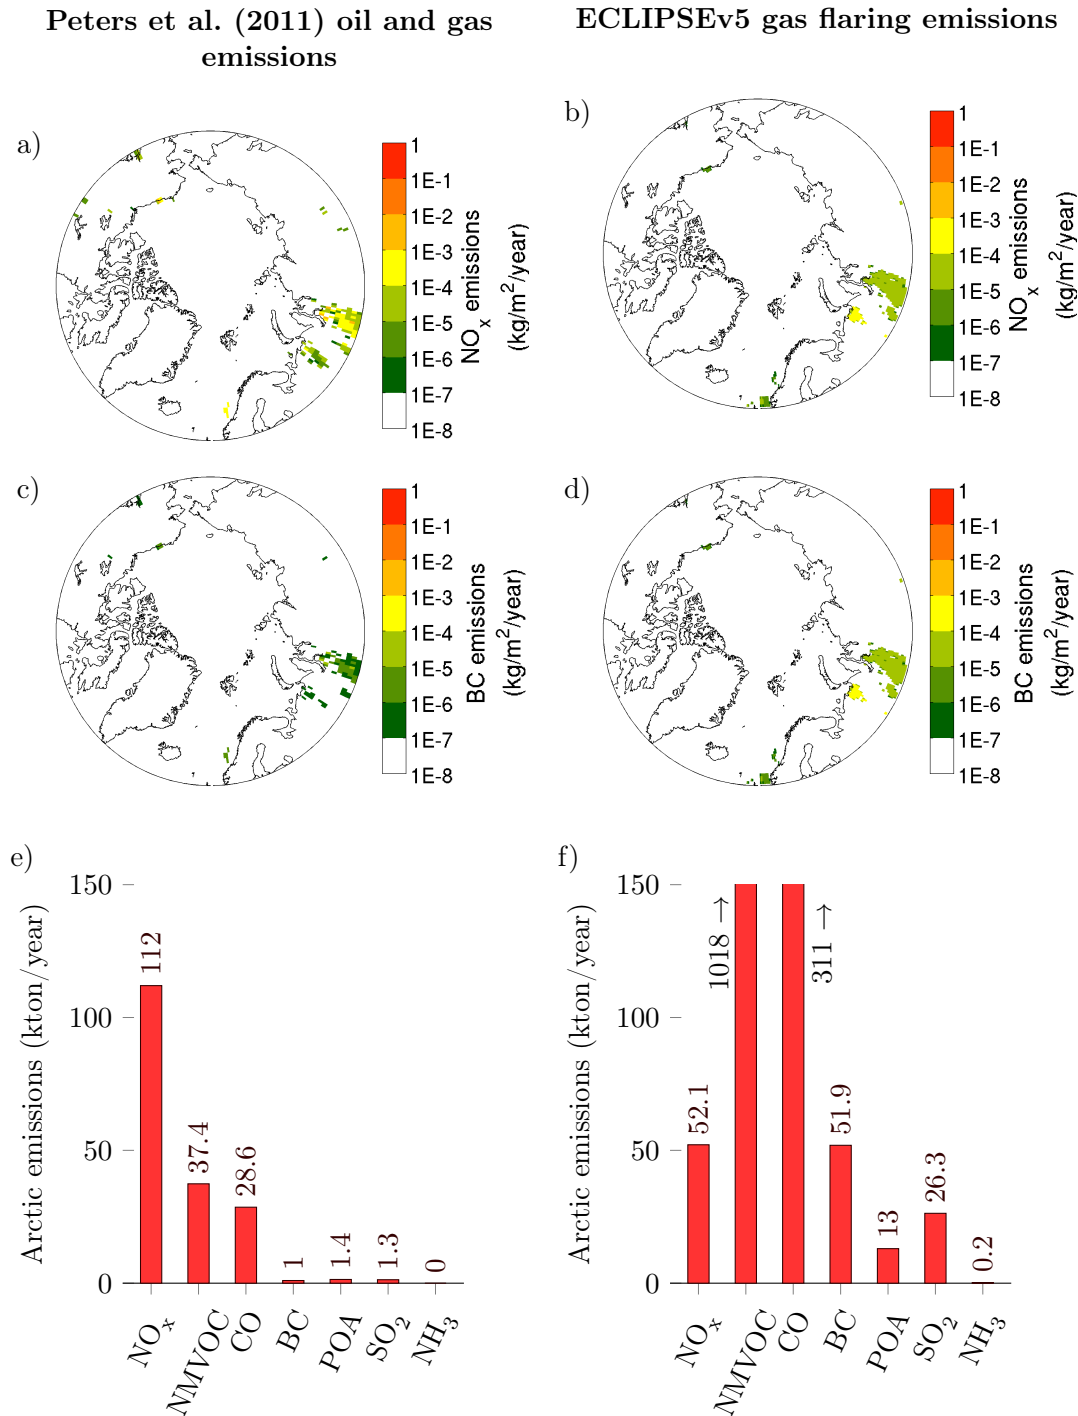 Peters et al. (2011) oil and gas
emissions
ECLIPSEv5 gas flaring emissions
a)
1
1E-1
1E-2
1E-3
1E-4
1E-5
1E-6
1E-7
1E-8
NOx emissions
(kg/m2/year)
b)
1
1E-1
1E-2
1E-3
1E-4
1E-5
1E-6
1E-7
1E-8
NOx emissions
(kg/m2/year)
c)
1
1E-1
1E-2
1E-3
1E-4
1E-5
1E-6
1E-7
1E-8
BC emissions
(kg/m2/year)
d)
1
1E-1
1E-2
1E-3
1E-4
1E-5
1E-6
1E-7
1E-8
BC emissions
(kg/m2/year)
e)
Arctic emissions (kton/year)
150
100
50
0
112
37.4
28.6
1
1.4
1.3
0
NOx
NMVOC
CO
BC
POA
SO2
NH3
f)
Arctic emissions (kton/year)
150
100
50
0
52.1
1018 →
311 →
51.9
13
26.3
0.2
NOx
NMVOC
CO
BC
POA
SO2
NH3